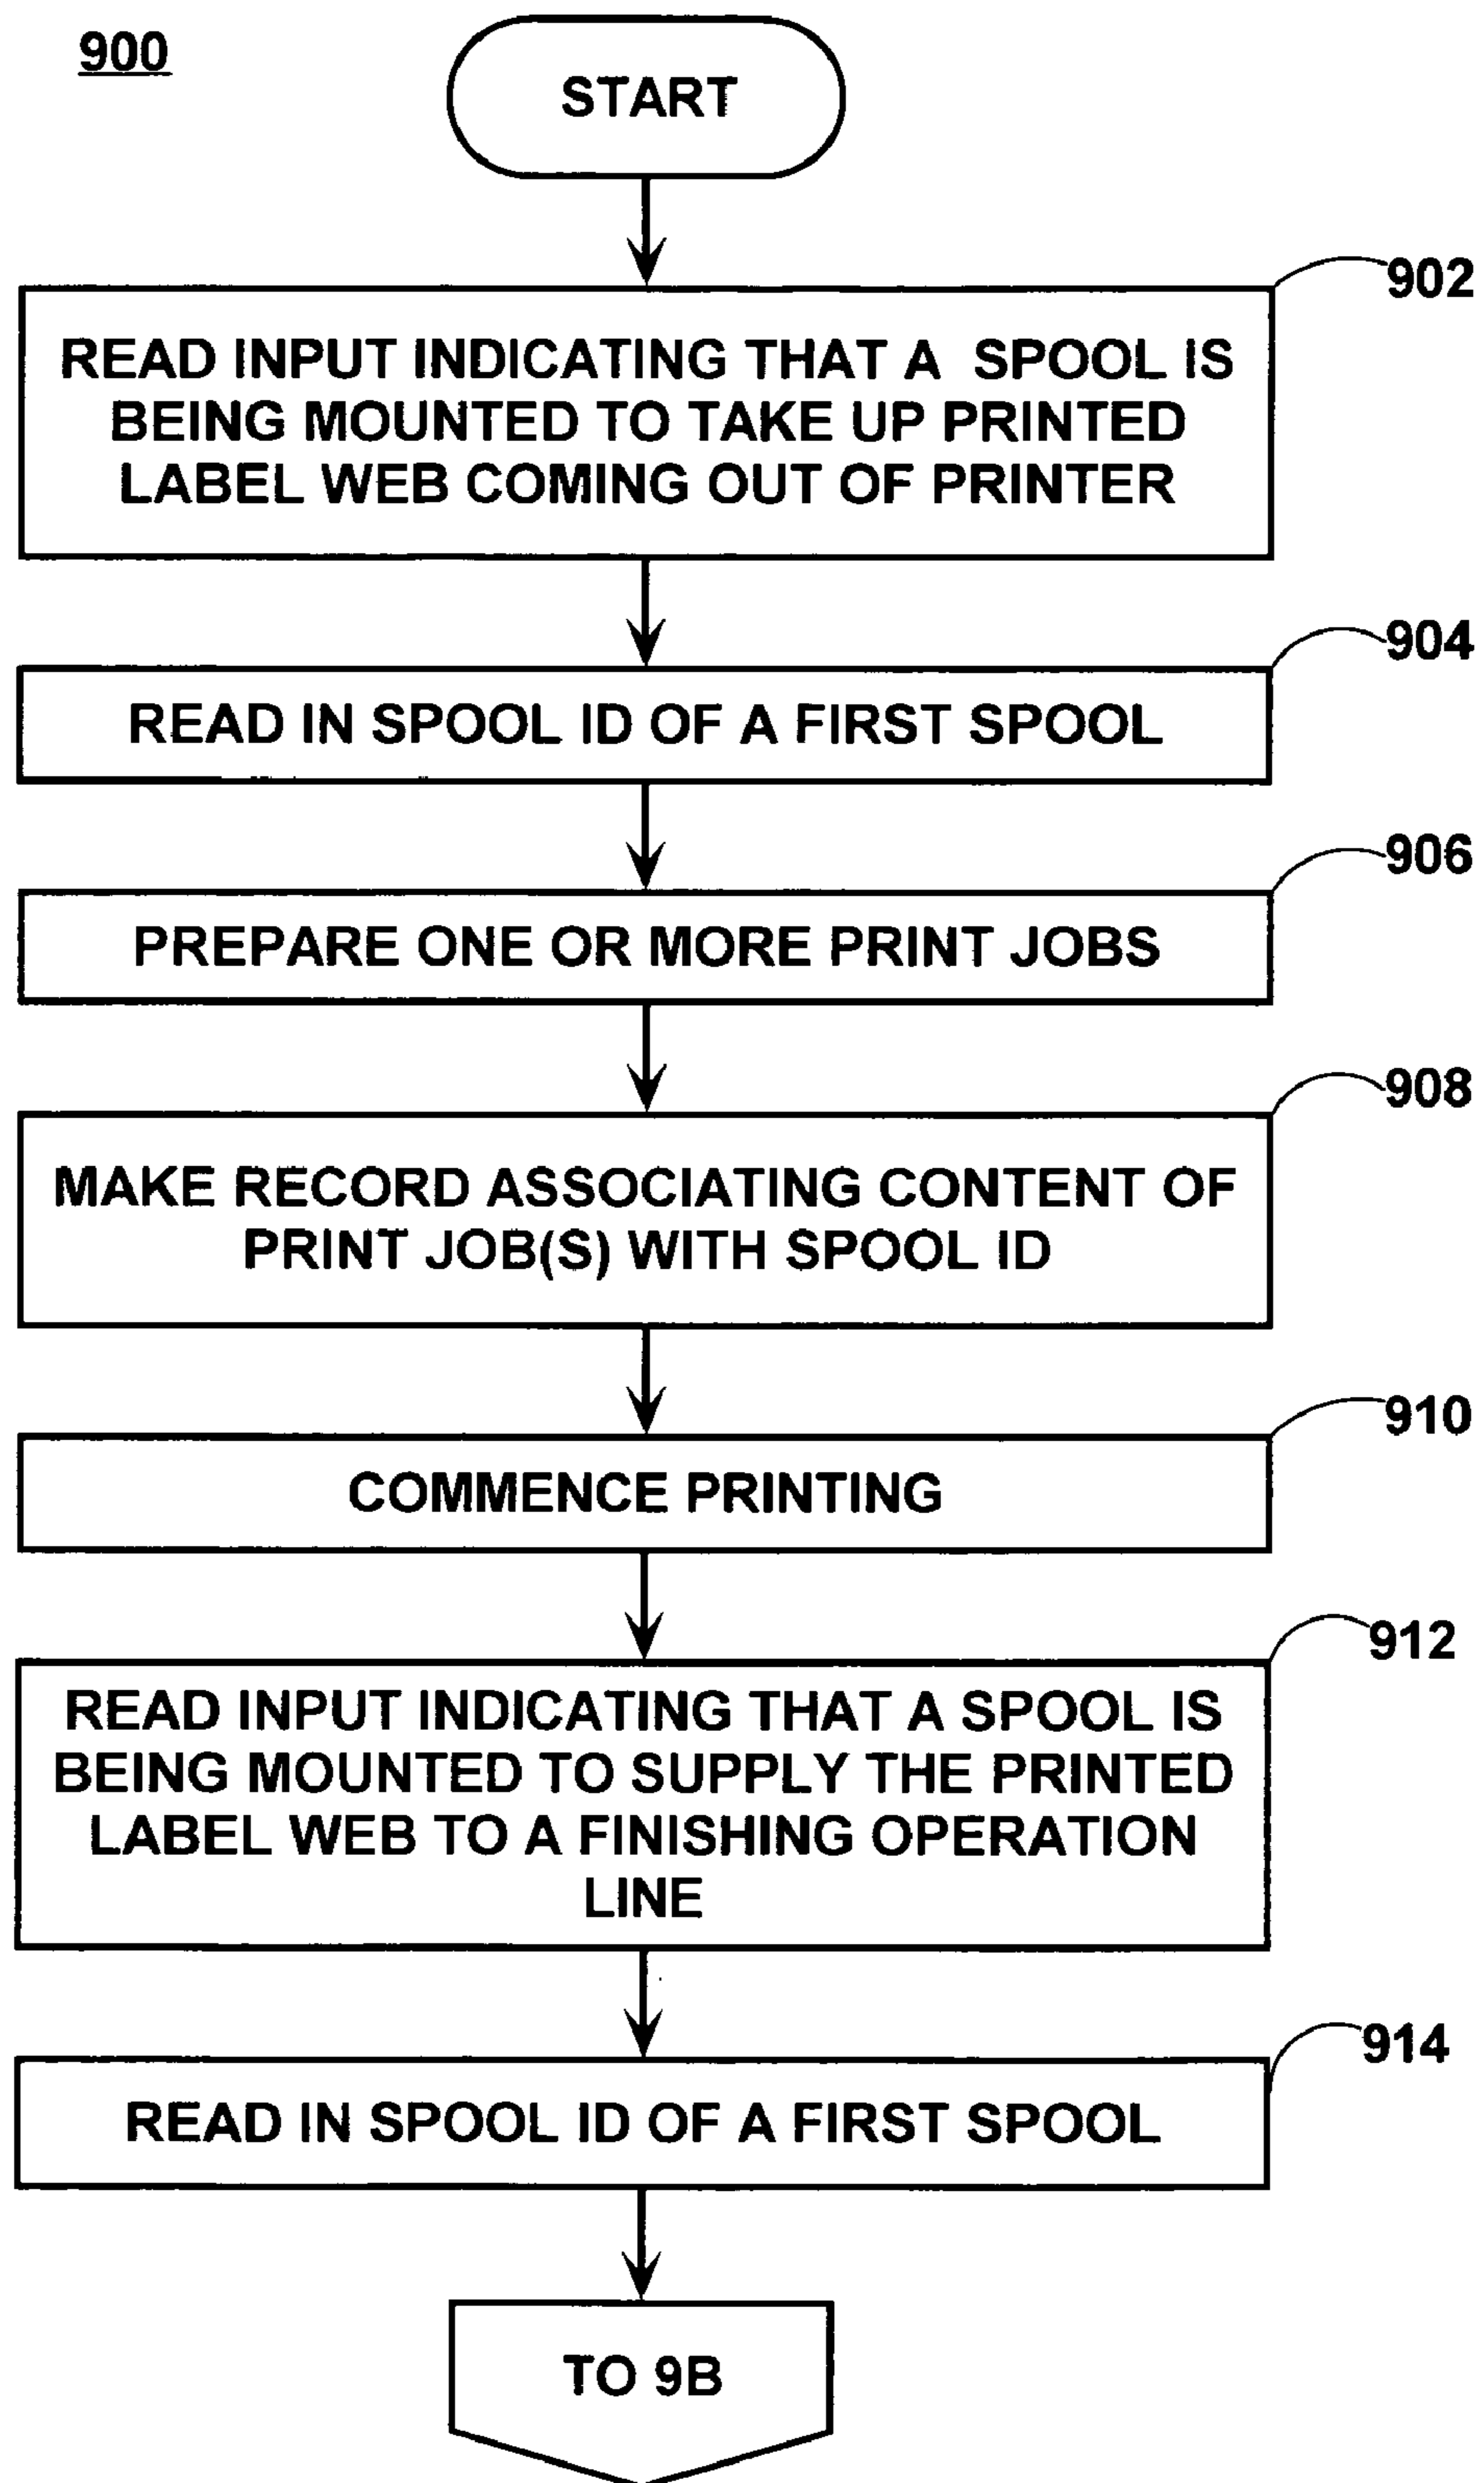 900
START
902
READ INPUT INDICATING THAT A SPOOL IS
BEING MOUNTED TO TAKE UP PRINTED
LABEL WEB COMING OUT OF PRINTER
904
READ IN SPOOL ID OF A FIRST SPOOL
906
PREPARE ONE OR MORE PRINT JOBS
908
MAKE RECORD ASSOCIATING CONTENT OF
PRINT JOB(S) WITH SPOOL ID
910
COMMENCE PRINTING
912
READ INPUT INDICATING THAT A SPOOL IS
BEING MOUNTED TO SUPPLY THE PRINTED
LABEL WEB TO A FINISHING OPERATION
LINE
914
READ IN SPOOL ID OF A FIRST SPOOL
TO 9B